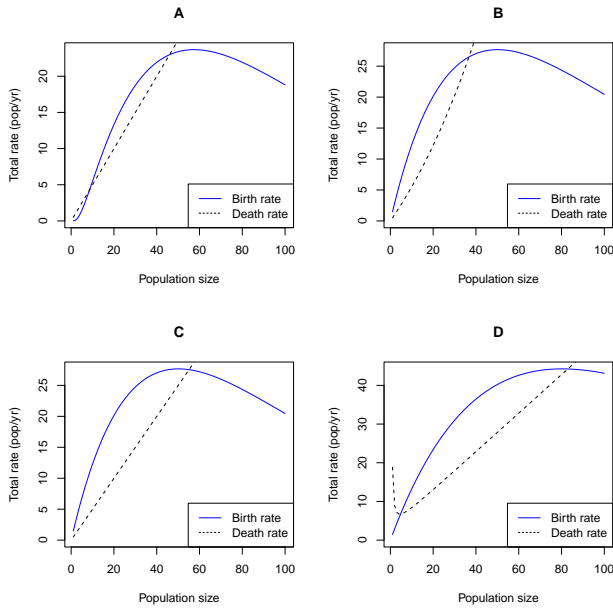 A
Total rate (pop/yr)
0 5 10 15 20
Birth rate
Death rate
0 20 40 60 80 100
Population size
B
Total rate (pop/yr)
0 5 10 15 20 25
Birth rate
Death rate
0 20 40 60 80 100
Population size
C
Total rate (pop/yr)
0 5 10 15 20 25
Birth rate
Death rate
0 20 40 60 80 100
Population size
D
Total rate (pop/yr)
0 10 20 30 40
Birth rate
Death rate
0 20 40 60 80 100
Population size